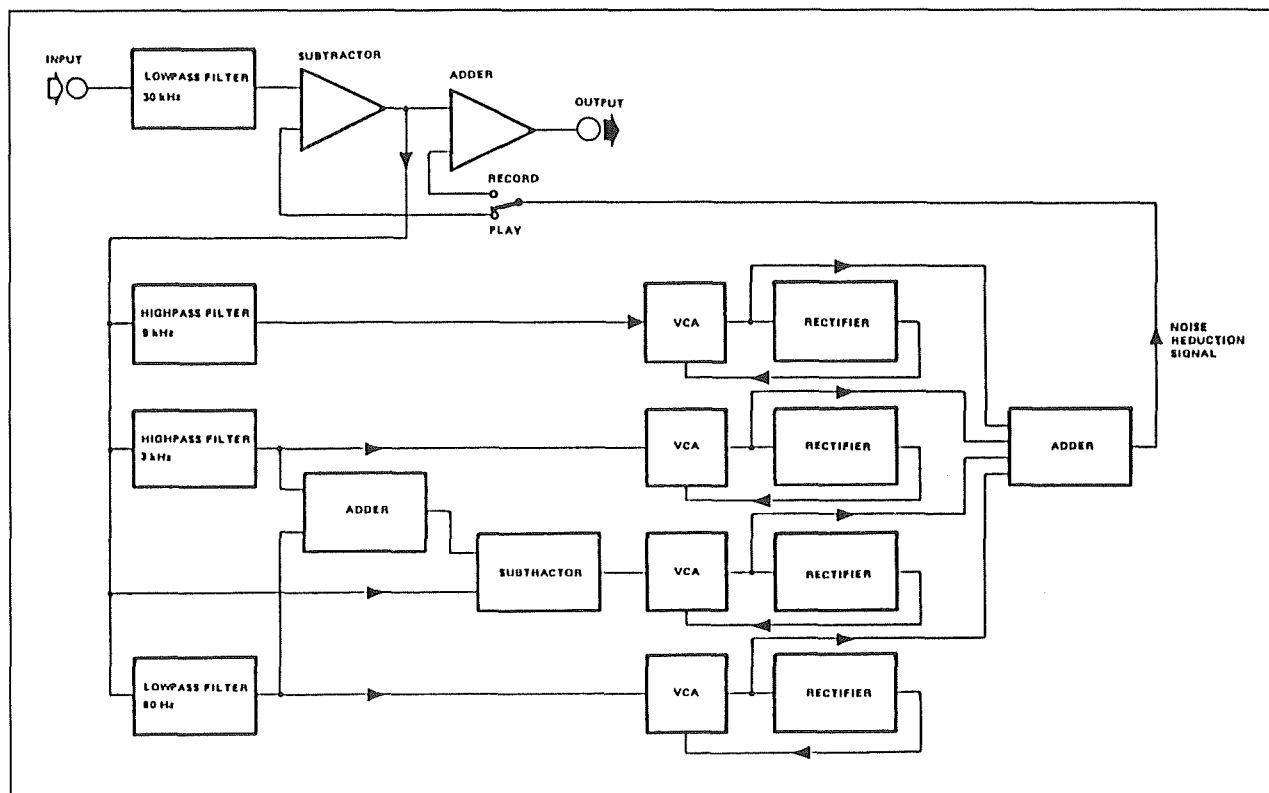 INPUT
LOWPASS FILTER
30 kHz
SUBTRACTOR
ADDER
OUTPUT
RECORD
PLAY
HIGHPASS FILTER
9 kHz
VCA
RECTIFIER
NOISE
REDUCTION
SIGNAL
HIGHPASS FILTER
3 kHz
VCA
RECTIFIER
ADDER
ADDER
SUBTRACTOR
VCA
RECTIFIER
LOWPASS FILTER
80 Hz
VCA
RECTIFIER